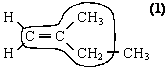 (1)
H CH₃
C = C
H CH₂ — CH₃